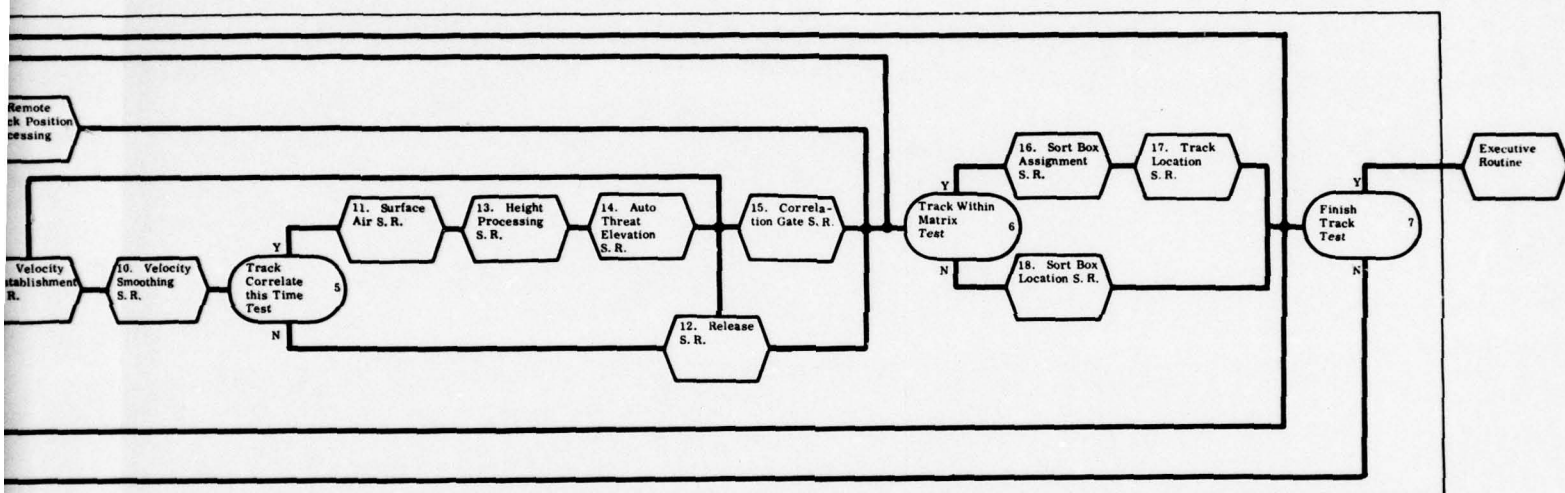 Remote
ck Position
cessing
Velocity
stablishment
R.
10. Velocity
Smoothing
S. R.
Track
Correlate
this Time
Test
5
Y
N
11. Surface
Air S. R.
13. Height
Processing
S. R.
14. Auto
Threat
Elevation
S. R.
12. Release
S. R.
15. Correla-
tion Gate S. R.
Track Within
Matrix
Test
6
Y
N
16. Sort Box
Assignment
S. R.
17. Track
Location
S. R.
18. Sort Box
Location S. R.
Finish
Track
Test
7
Y
N
Executive
Routine